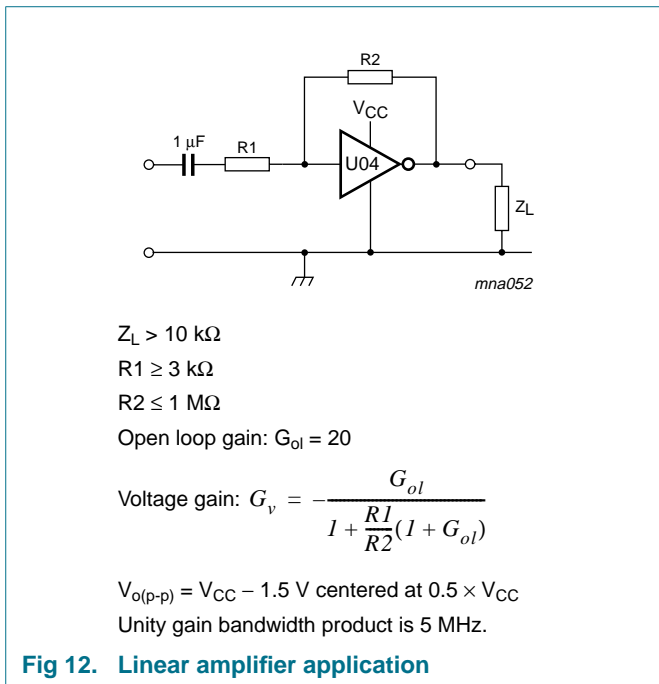 R2
VCC
1 μF
R1
U04
ZL
mna052
ZL > 10 kΩ
R1 ≥ 3 kΩ
R2 ≤ 1 MΩ
Open loop gain: Gol = 20
Voltage gain: Gv = − Gol / (1 + R1/R2 (1 + Gol))
Vo(p-p) = VCC − 1.5 V centered at 0.5 × VCC
Unity gain bandwidth product is 5 MHz.
Fig 12. Linear amplifier application